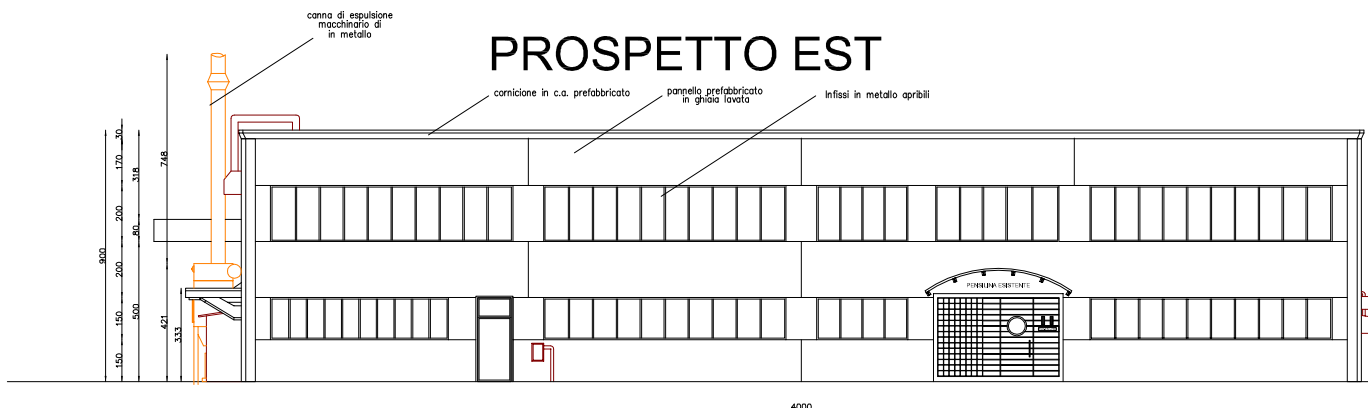 canna di espulsione
macchinario di
in metallo
PROSPETTO EST
cornicione in c.a. prefabbricato
pannello prefabbricato
in ghiaia lavata
Infissi in metallo apribili
30
170
318
748
200
80
900
200
150
500
421
333
150
PENSILINA ESISTENTE
4000